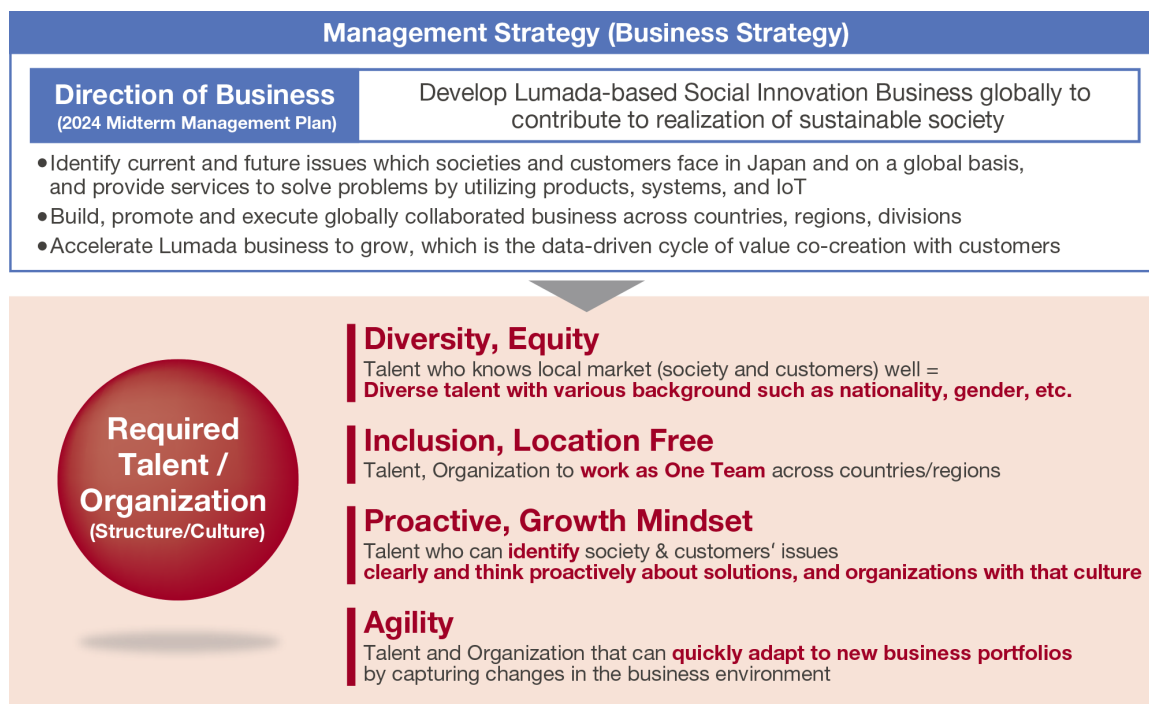 Management Strategy (Business Strategy)
Direction of Business
(2024 Midterm Management Plan)
Develop Lumada-based Social Innovation Business globally to
contribute to realization of sustainable society
●Identify current and future issues which societies and customers face in Japan and on a global basis,
and provide services to solve problems by utilizing products, systems, and IoT
●Build, promote and execute globally collaborated business across countries, regions, divisions
●Accelerate Lumada business to grow, which is the data-driven cycle of value co-creation with customers
Required
Talent /
Organization
(Structure/Culture)
Diversity, Equity
Talent who knows local market (society and customers) well =
Diverse talent with various background such as nationality, gender, etc.
Inclusion, Location Free
Talent, Organization to work as One Team across countries/regions
Proactive, Growth Mindset
Talent who can identify society & customers' issues
clearly and think proactively about solutions, and organizations with that culture
Agility
Talent and Organization that can quickly adapt to new business portfolios
by capturing changes in the business environment